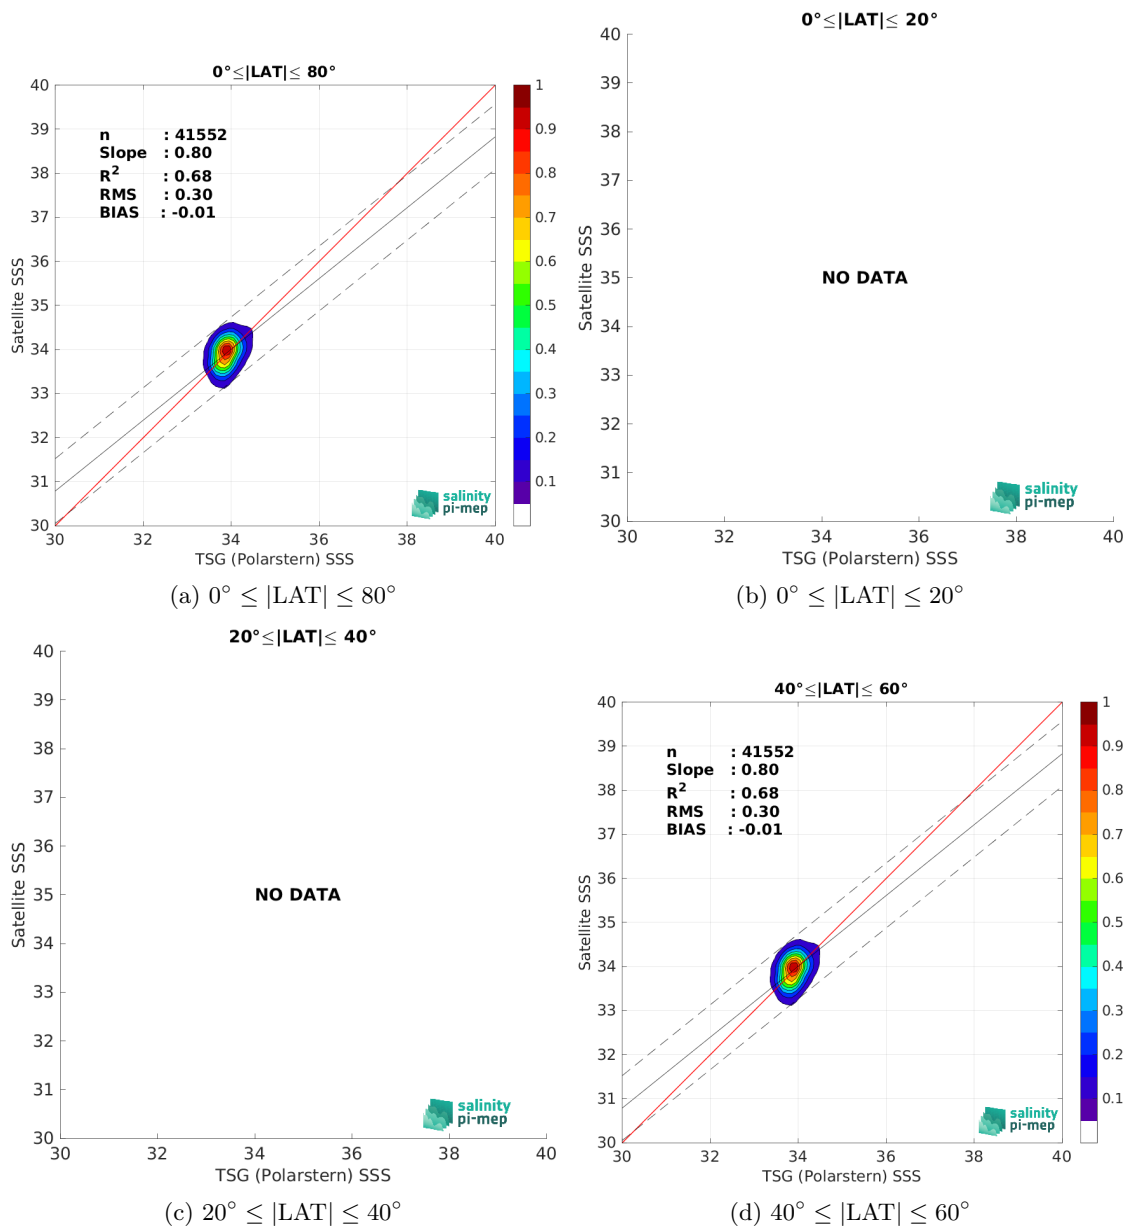 0°≤|LAT|≤ 80°
40
39
38
37
36
35
34
33
32
31
30
Satellite SSS
n : 41552
Slope : 0.80
R² : 0.68
RMS : 0.30
BIAS : -0.01
salinity
pi-mep
30 32 34 36 38 40
TSG (Polarstern) SSS
1
0.9
0.8
0.7
0.6
0.5
0.4
0.3
0.2
0.1
(a) 0° ≤ |LAT| ≤ 80°
0°≤|LAT|≤ 20°
40
39
38
37
36
35
34
33
32
31
30
Satellite SSS
NO DATA
salinity
pi-mep
30 32 34 36 38 40
TSG (Polarstern) SSS
(b) 0° ≤ |LAT| ≤ 20°
20°≤|LAT|≤ 40°
40
39
38
37
36
35
34
33
32
31
30
Satellite SSS
NO DATA
salinity
pi-mep
30 32 34 36 38 40
TSG (Polarstern) SSS
(c) 20° ≤ |LAT| ≤ 40°
40°≤|LAT|≤ 60°
40
39
38
37
36
35
34
33
32
31
30
Satellite SSS
n : 41552
Slope : 0.80
R² : 0.68
RMS : 0.30
BIAS : -0.01
salinity
pi-mep
30 32 34 36 38 40
TSG (Polarstern) SSS
1
0.9
0.8
0.7
0.6
0.5
0.4
0.3
0.2
0.1
(d) 40° ≤ |LAT| ≤ 60°